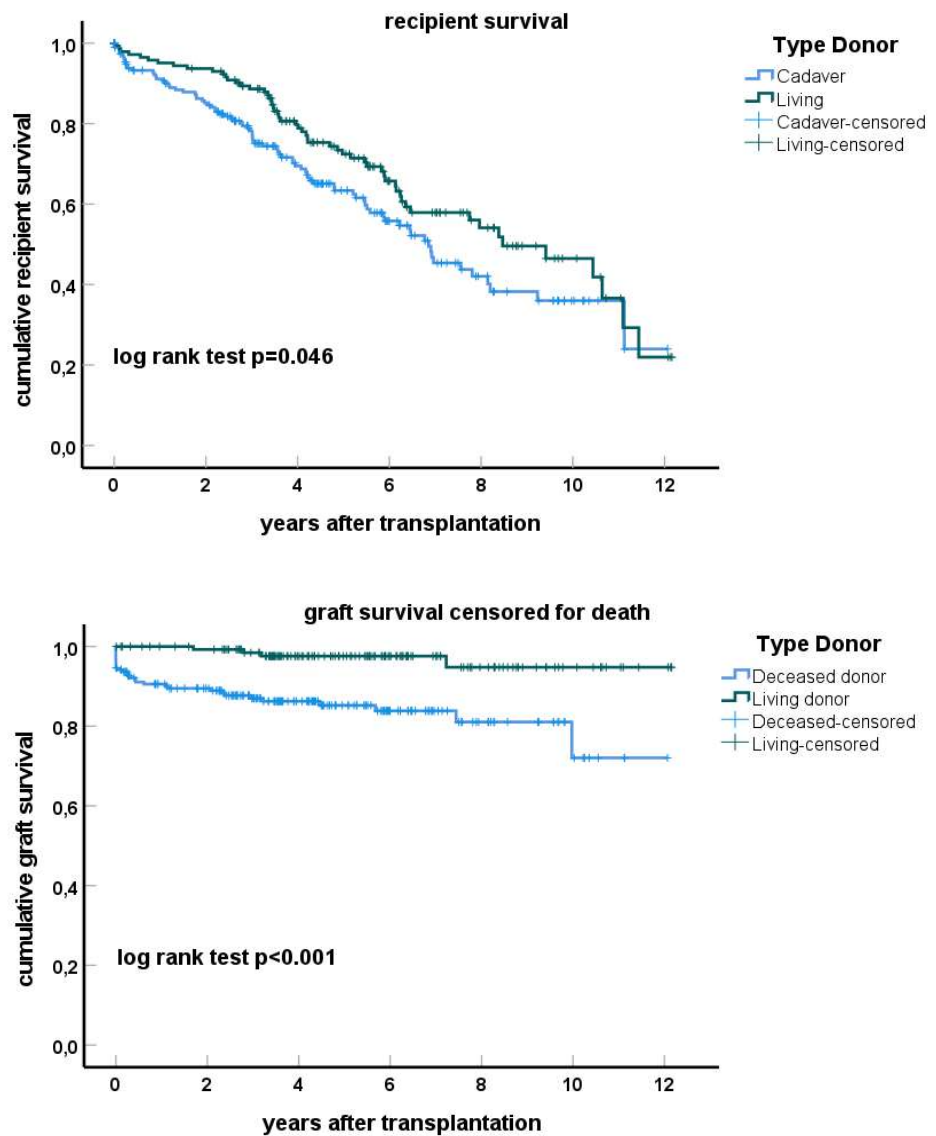 recipient survival
Type Donor
Cadaver
Living
Cadaver-censored
Living-censored
cumulative recipient survival
1,0
0,8
0,6
0,4
0,2
0,0
log rank test p=0.046
0 2 4 6 8 10 12
years after transplantation
graft survival censored for death
Type Donor
Deceased donor
Living donor
Deceased-censored
Living-censored
cumulative graft survival
1,0
0,8
0,6
0,4
0,2
0,0
log rank test p<0.001
0 2 4 6 8 10 12
years after transplantation